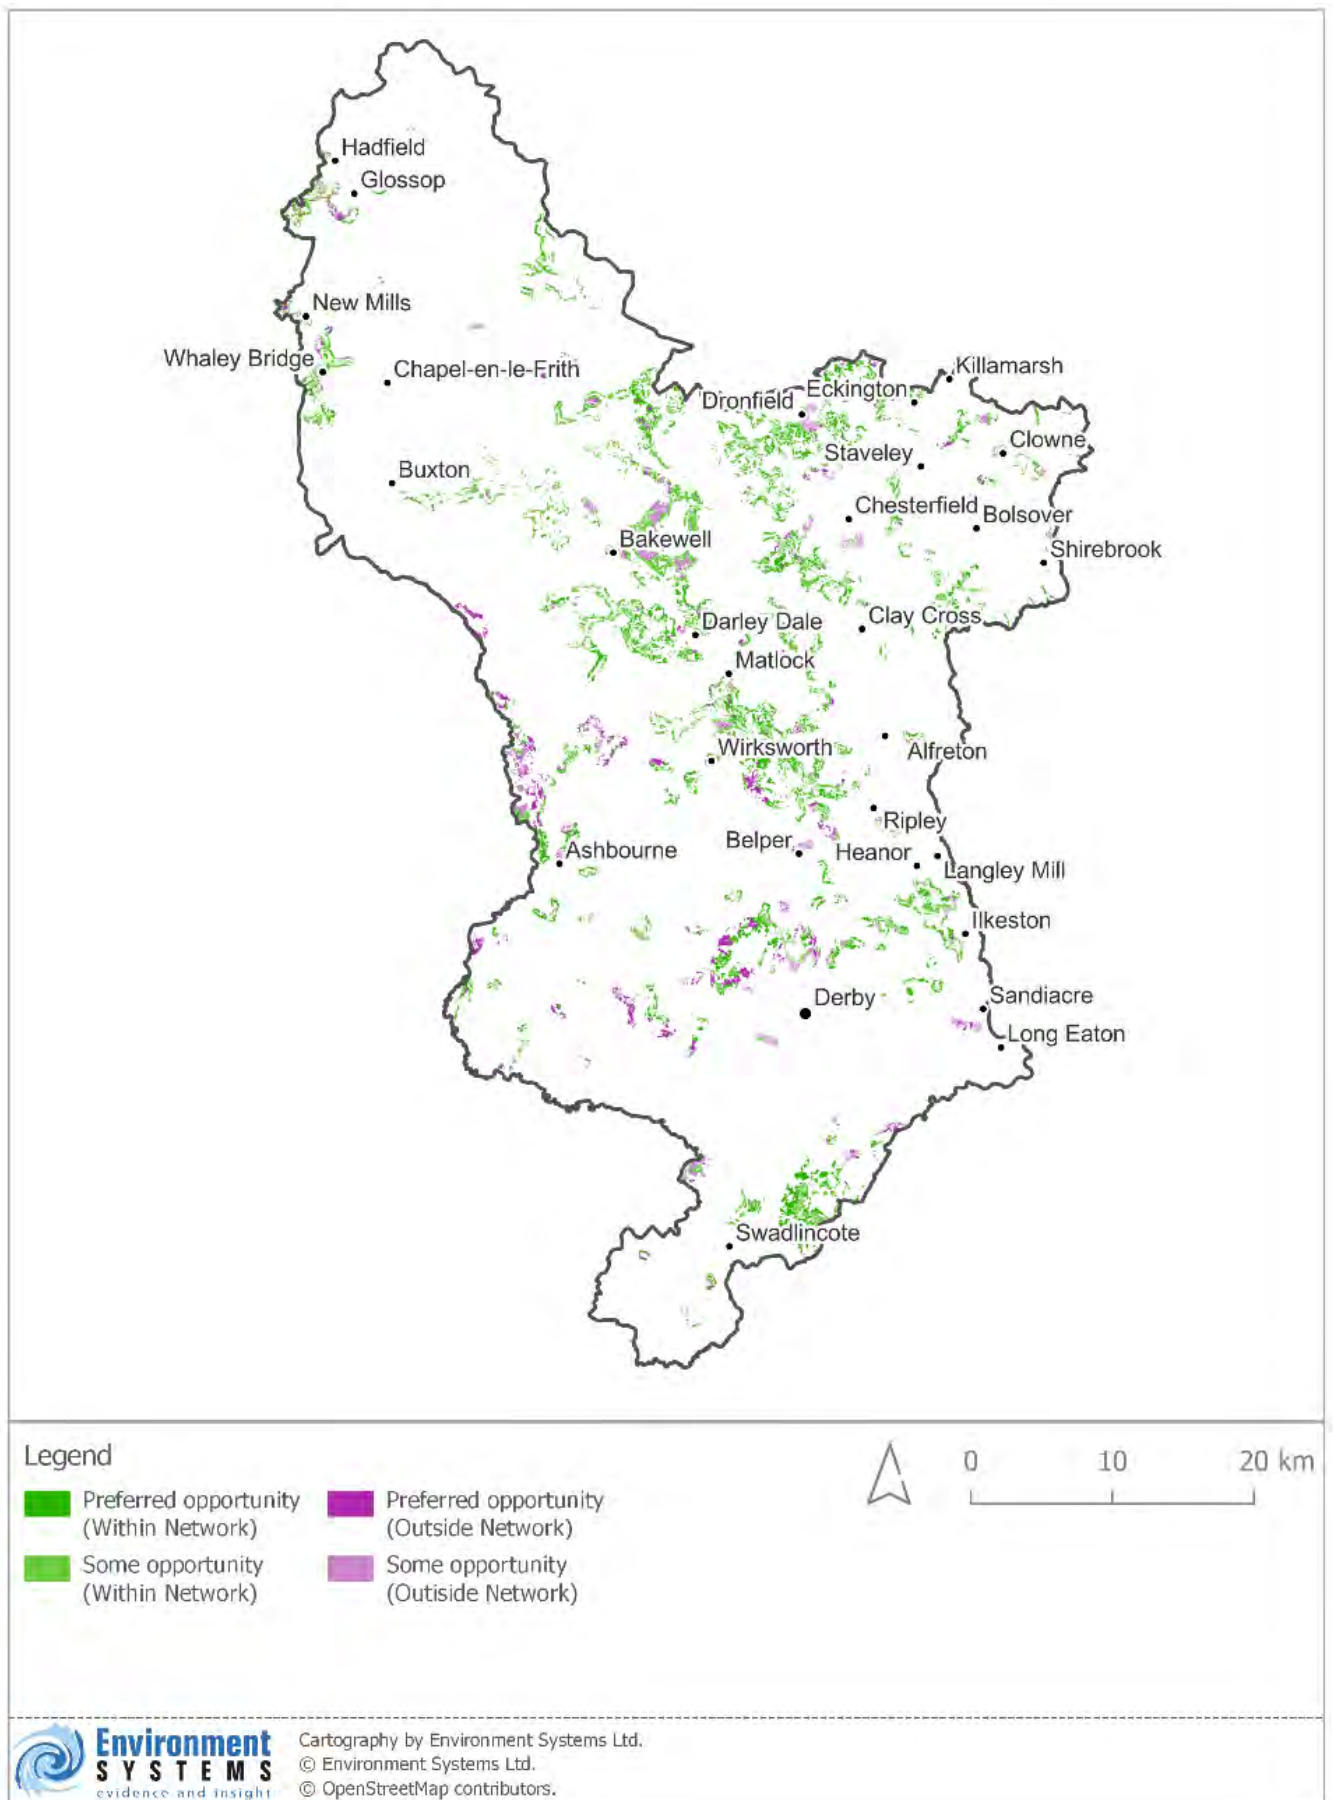 Hadfield
Glossop
New Mills
Whaley Bridge
Chapel-en-le-Frith
Killamarsh
Eckington
Dronfield
Clowne
Staveley
Buxton
Chesterfield
Bolsover
Bakewell
Shirebrook
Clay Cross
Darley Dale
Matlock
Wirksworth
Alfreton
Ripley
Belper
Heanor
Ashbourne
Langley Mill
Ilkeston
Derby
Sandiacre
Long Eaton
Swadlincote
Legend
Preferred opportunity
(Within Network)
Some opportunity
(Within Network)
Preferred opportunity
(Outside Network)
Some opportunity
(Outiside Network)
0 10 20 km
Environment
SYSTEMS
evidence and insight
Cartography by Environment Systems Ltd.
© Environment Systems Ltd.
© OpenStreetMap contributors.